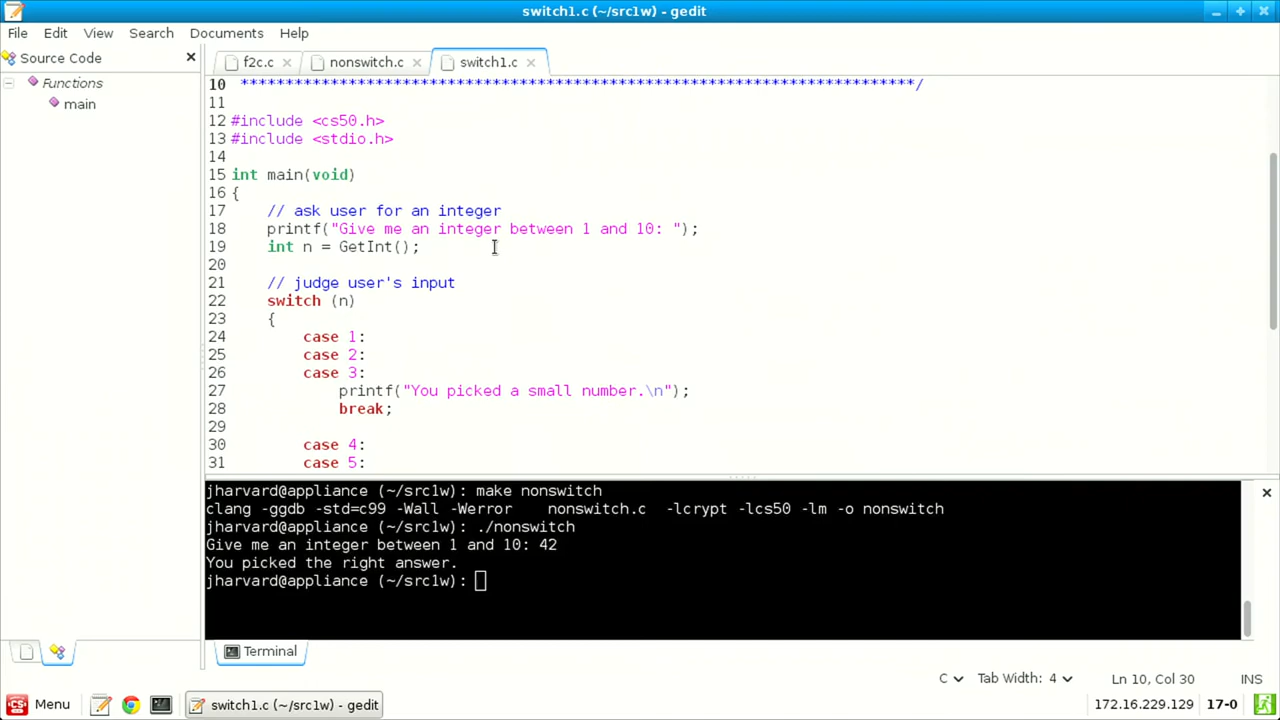 switch1.c (~/src1w) - gedit
File Edit View Search Documents Help
Source Code
f2c.c nonswitch.c switch1.c
Functions
main
10 ***************************************************************************/
11
12 #include <cs50.h>
13 #include <stdio.h>
14
15 int main(void)
16 {
17 // ask user for an integer
18 printf("Give me an integer between 1 and 10: ");
19 int n = GetInt();
20
21 // judge user's input
22 switch (n)
23 {
24 case 1:
25 case 2:
26 case 3:
27 printf("You picked a small number.\n");
28 break;
29
30 case 4:
31 case 5:
jharvard@appliance (~/src1w): make nonswitch
clang -ggdb -std=c99 -Wall -Werror nonswitch.c -lcrypt -lcs50 -lm -o nonswitch
jharvard@appliance (~/src1w): ./nonswitch
Give me an integer between 1 and 10: 42
You picked the right answer.
jharvard@appliance (~/src1w):
Terminal
C Tab Width: 4 Ln 10, Col 30 INS
CS Menu switch1.c (~/src1w) - gedit 172.16.229.129 17-0